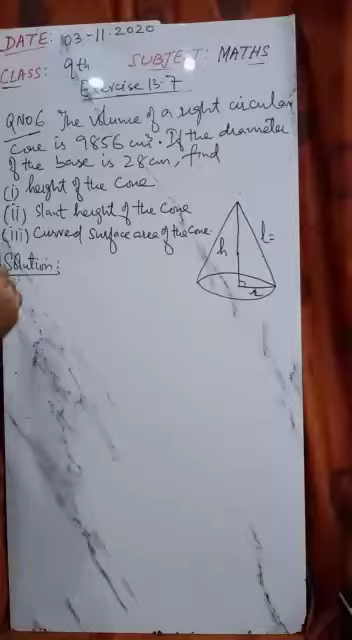 DATE: 03-11-2020
SUBJECT: MATHS
CLASS: 9th
Exercise 13.7
QNO6 The volume of a right circular
Cone is 9856 cm³. If the diameter
of the base is 28cm, find
(i) height of the Cone
(ii) Slant height of the Cone
(iii) Curved Surface area of the Cone.
Solution:
h
l=
r